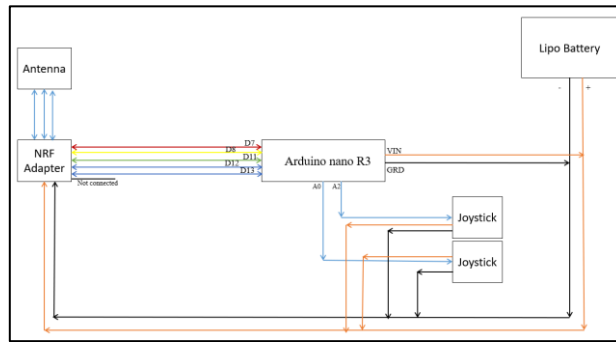 Antenna
Lipo Battery
-
+
NRF
Adapter
D7
D8
D11
D12
D13
Not connected
Arduino nano R3
VIN
GRD
A0
A2
Joystick
Joystick